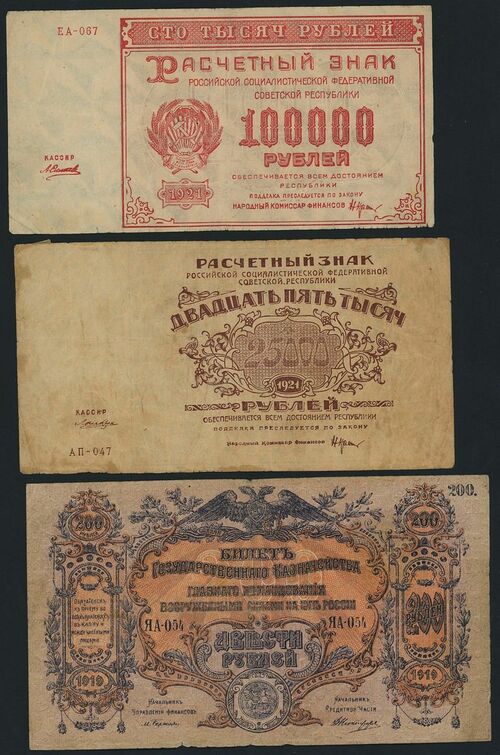 ЕА-067
СТО ТЫСЯЧ РУБЛЕЙ
РАСЧЕТНЫЙ ЗНАК
РОССИЙСКОЙ СОЦИАЛИСТИЧЕСКОЙ ФЕДЕРАТИВНОЙ
СОВЕТСКОЙ РЕСПУБЛИКИ
100000
РУБЛЕЙ
ОБЕСПЕЧИВАЕТСЯ ВСЕМ ДОСТОЯНИЕМ
РЕСПУБЛИКИ
ПОДДЕЛКА ПРЕСЛЕДУЕТСЯ ПО ЗАКОНУ
НАРОДНЫЙ КОМИССАР ФИНАНСОВ
КАССИР
1921
РАСЧЕТНЫЙ ЗНАК
РОССИЙСКОЙ СОЦИАЛИСТИЧЕСКОЙ ФЕДЕРАТИВНОЙ
СОВЕТСКОЙ РЕСПУБЛИКИ
ДВАДЦАТЬ ПЯТЬ ТЫСЯЧ
25000
1921
РУБЛЕЙ
ОБЕСПЕЧИВАЕТСЯ ВСЕМ ДОСТОЯНИЕМ РЕСПУБЛИКИ
ПОДДЕЛКА ПРЕСЛЕДУЕТСЯ ПО ЗАКОНУ
Народный Комиссар Финансов
КАССИР
АП-047
200.
200
200
БИЛЕТЪ
ГОСУДАРСТВЕННАГО КАЗНАЧЕЙСТВА
ГЛАВНАГО КОМАНДОВАНІЯ
ВООРУЖЕННЫМИ СИЛАМИ НА ЮГѢ РОССІИ
ЯА-054
ЯА-054
ДВѢСТИ
РУБЛЕЙ
200
1919
1919
НАЧАЛЬНИКЪ
УПРАВЛЕНІЯ ФИНАНСОВЪ
НАЧАЛЬНИКЪ
КРЕДИТНОЙ ЧАСТИ